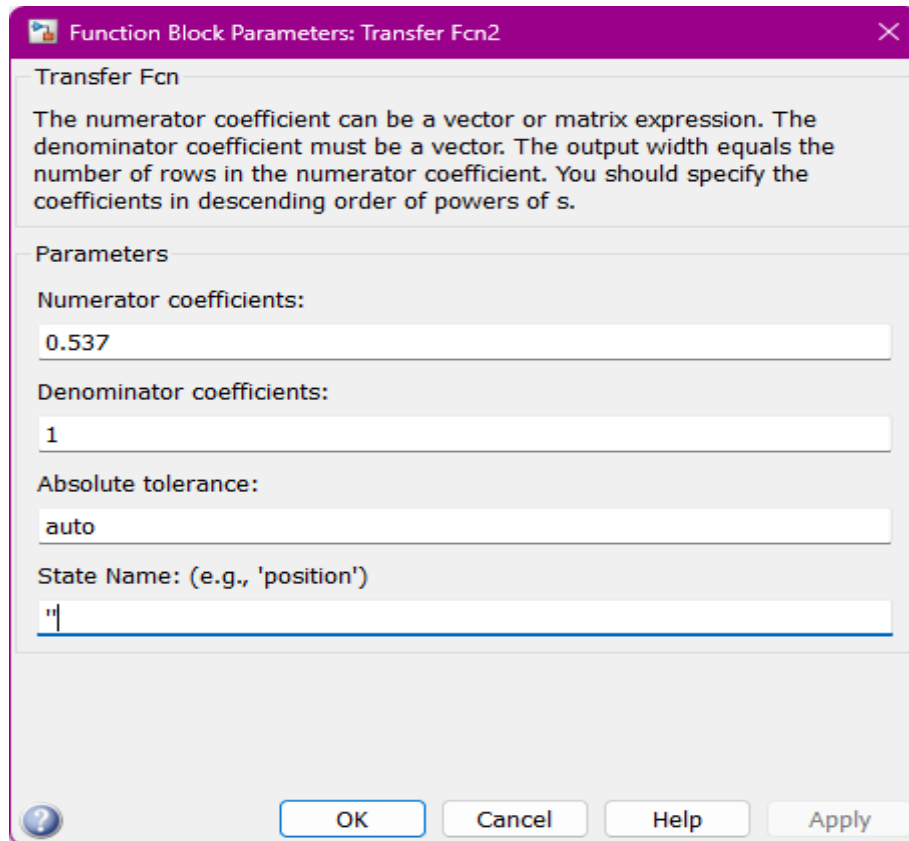 Function Block Parameters: Transfer Fcn2
Transfer Fcn
The numerator coefficient can be a vector or matrix expression. The
denominator coefficient must be a vector. The output width equals the
number of rows in the numerator coefficient. You should specify the
coefficients in descending order of powers of s.
Parameters
Numerator coefficients:
0.537
Denominator coefficients:
1
Absolute tolerance:
auto
State Name: (e.g., 'position')
''
OK Cancel Help Apply